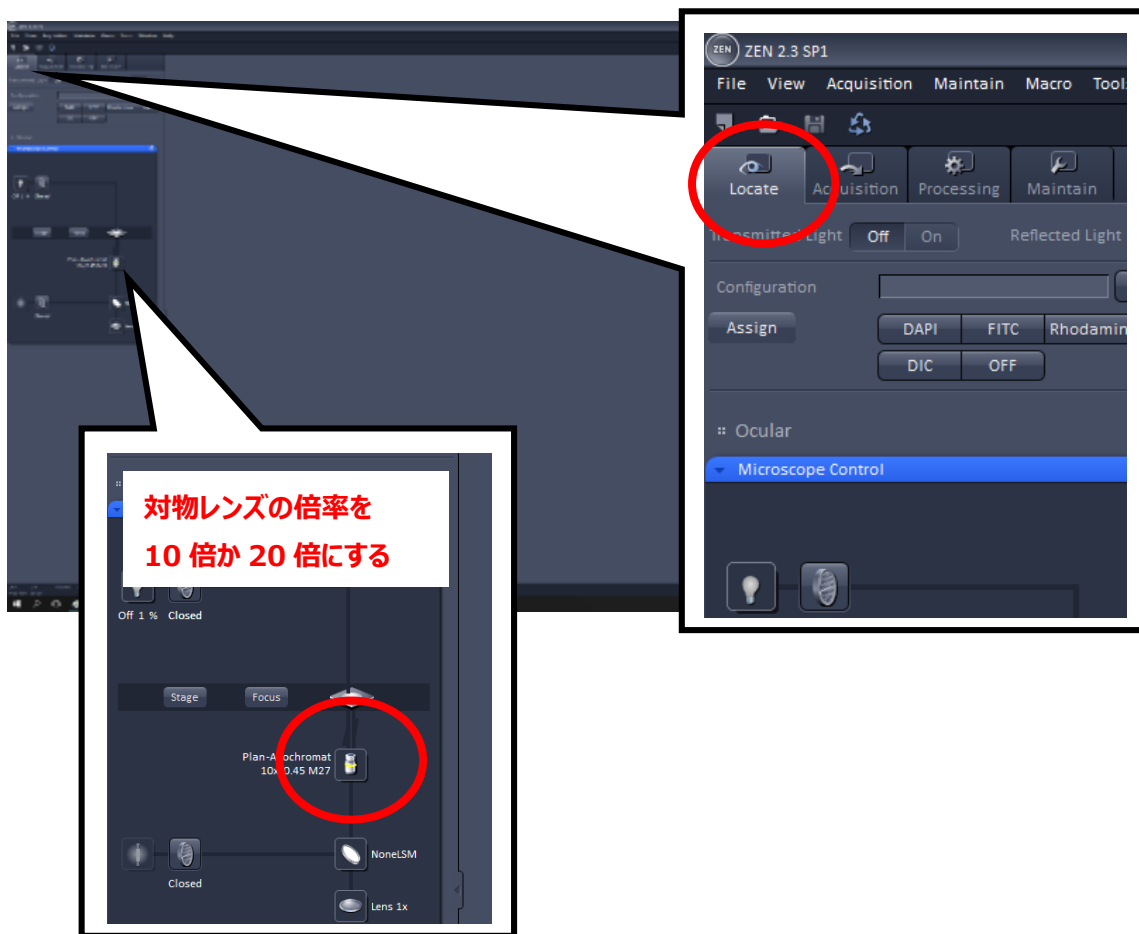 ZEN ZEN 2.3 SP1
File View Acquisition Maintain Macro Tool
Locate Acquisition Processing Maintain
Transmitted Light Off On Reflected Light
Configuration
Assign DAPI FITC Rhodamin
DIC OFF
Ocular
Microscope Control
対物レンズの倍率を
10 倍か 20 倍にする
Off 1 % Closed
Stage Focus
Plan-Apochromat
10x/0.45 M27
NoneLSM
Closed
Lens 1x